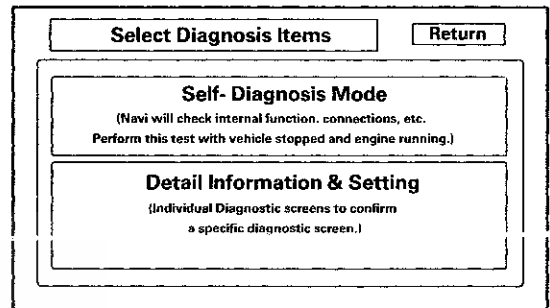 Select Diagnosis Items
Return
Self- Diagnosis Mode
(Navi will check internal function. connections, etc.
Perform this test with vehicle stopped and engine running.)
Detail Information & Setting
(Individual Diagnostic screens to confirm
a specific diagnostic screen.)